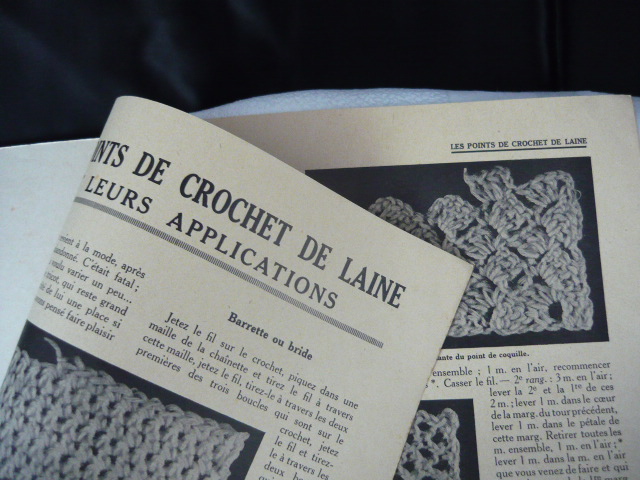 POINTS DE CROCHET DE LAINE
LEURS APPLICATIONS
à la mode, après
C'était fatal ;
voulu varier un peu...
qui reste grand
de lui une place si
pensé faire plaisir
Barrette ou bride
Jetez le fil sur le crochet, piquez dans une
maille de la chaînette et tirez le fil à travers
cette maille, jetez le fil, tirez-le à travers les deux
premières des trois boucles qui sont sur le
crochet, jetez
le fil et tirez-
le à travers les
deux
LES POINTS DE CROCHET DE LAINE
du point de coquille.
ensemble ; 1 m. en l'air, recommencer
*. Casser le fil. — 2e rang. : 3 m. en l'air ;
lever la 2e et la 1re de ces
2 m. ; lever 1 m. dans le cœur
de la marg. du tour précédent,
lever 1 m. dans le pétale de
cette marg. Retirer toutes les
m. ensemble, 1 m. en l'air ; *
lever 1 m. dans la m. en l'air
que vous venez de faire et qui